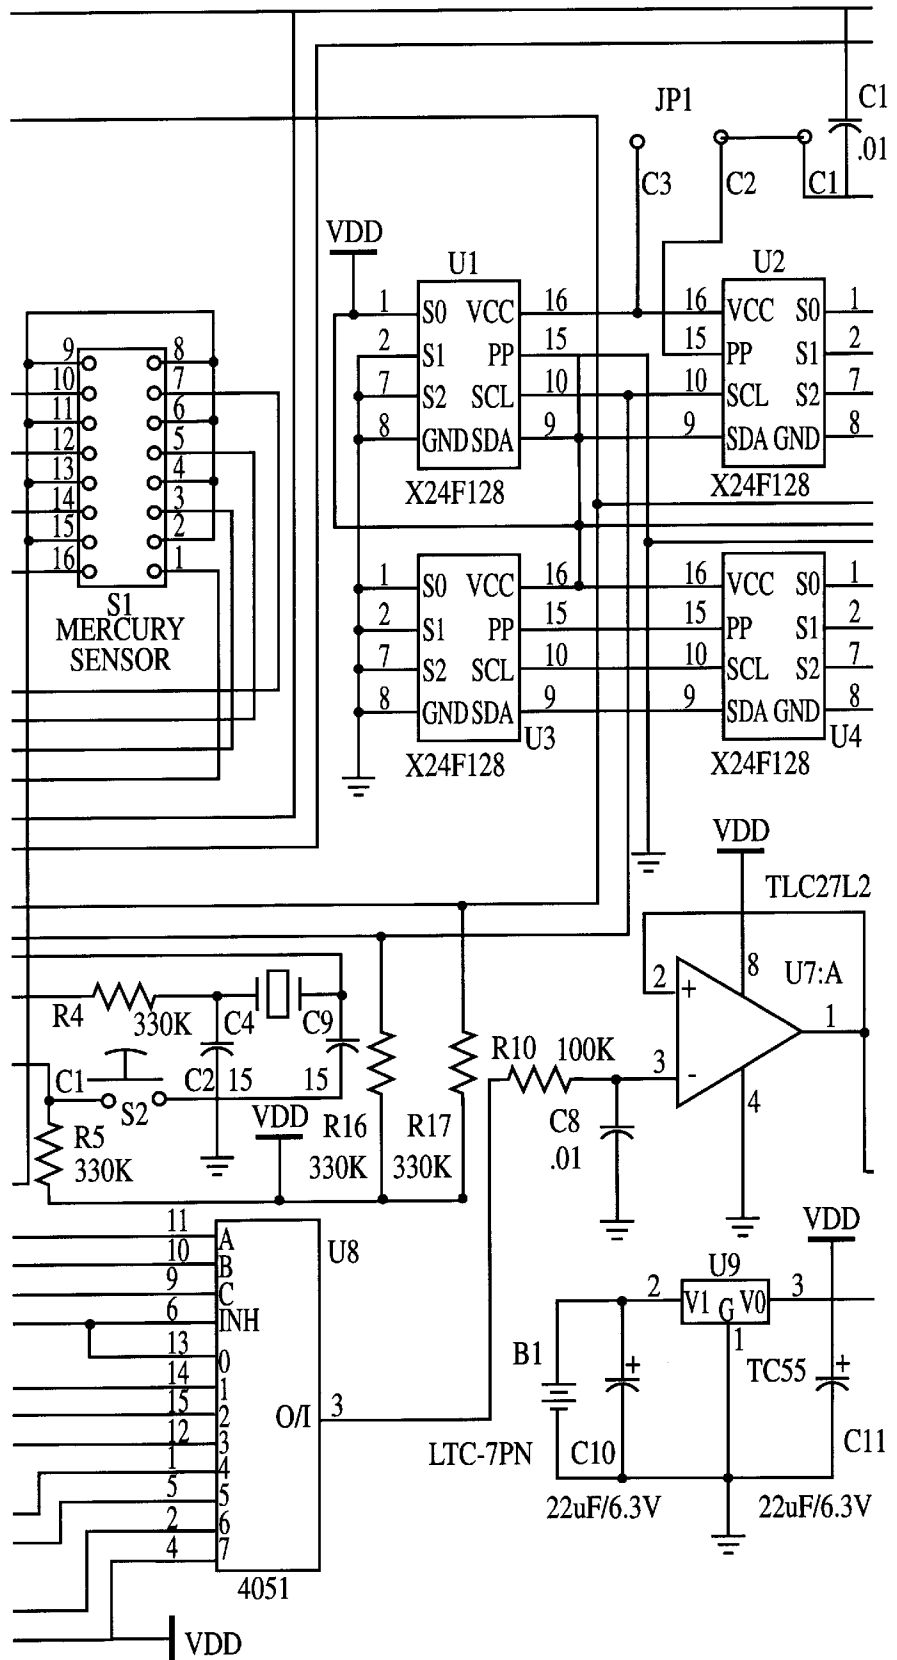 JP1
C1
.01
C3
C2
C1
VDD
U1
U2
1 S0 VCC 16
2 S1 PP 15
7 S2 SCL 10
8 GND SDA 9
X24F128
16 VCC S0 1
15 PP S1 2
10 SCL S2 7
9 SDA GND 8
X24F128
9 8
10 7
11 6
12 5
13 4
14 3
15 2
16 1
S1
MERCURY
SENSOR
1 S0 VCC 16
2 S1 PP 15
7 S2 SCL 10
8 GND SDA 9
U3
X24F128
16 VCC S0 1
15 PP S1 2
10 SCL S2 7
9 SDA GND 8
U4
X24F128
VDD
TLC27L2
2 + 8 U7:A
1
3 -
4
R4 330K C4 C9
C1 S2 C2 15 15
R5
330K
VDD
R16
330K
R17
330K
R10 100K
C8
.01
11 A
10 B
9 C
6 INH
13 0
14 1
15 2
12 3
1 4
5 5
2 6
4 7
U8
O/I 3
4051
VDD
VDD
U9
2 V1 G V0 3
1
B1
TC55
+
+
LTC-7PN C10 C11
22uF/6.3V 22uF/6.3V